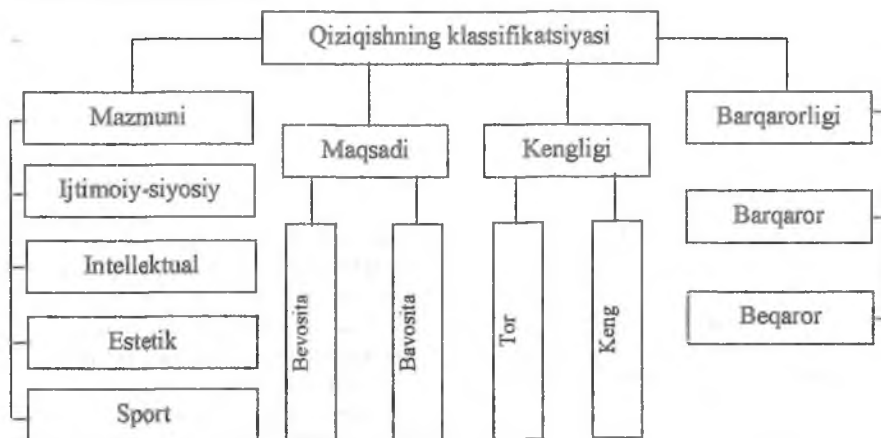 Qiziqishning klassifikatsiyasi
Mazmuni
Ijtimoiy-siyosiy
Intellektual
Estetik
Sport
Maqsadi
Bevosita
Bavosita
Kengligi
Tor
Keng
Barqarorligi
Barqaror
Beqaror